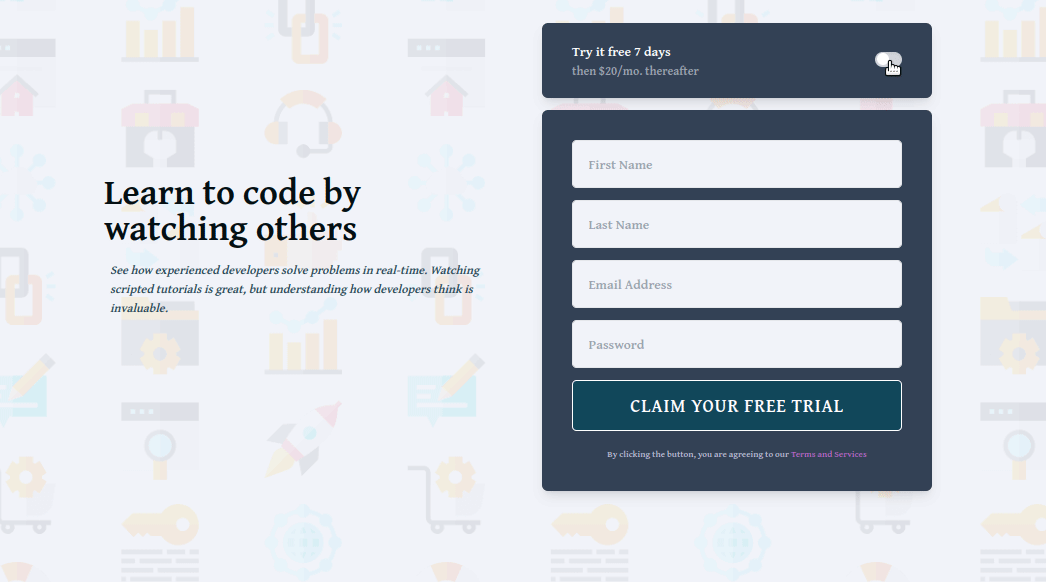 Learn to code by
watching others
See how experienced developers solve problems in real-time. Watching
scripted tutorials is great, but understanding how developers think is
invaluable.
Try it free 7 days
then $20/mo. thereafter
First Name
Last Name
Email Address
Password
CLAIM YOUR FREE TRIAL
By clicking the button, you are agreeing to our Terms and Services